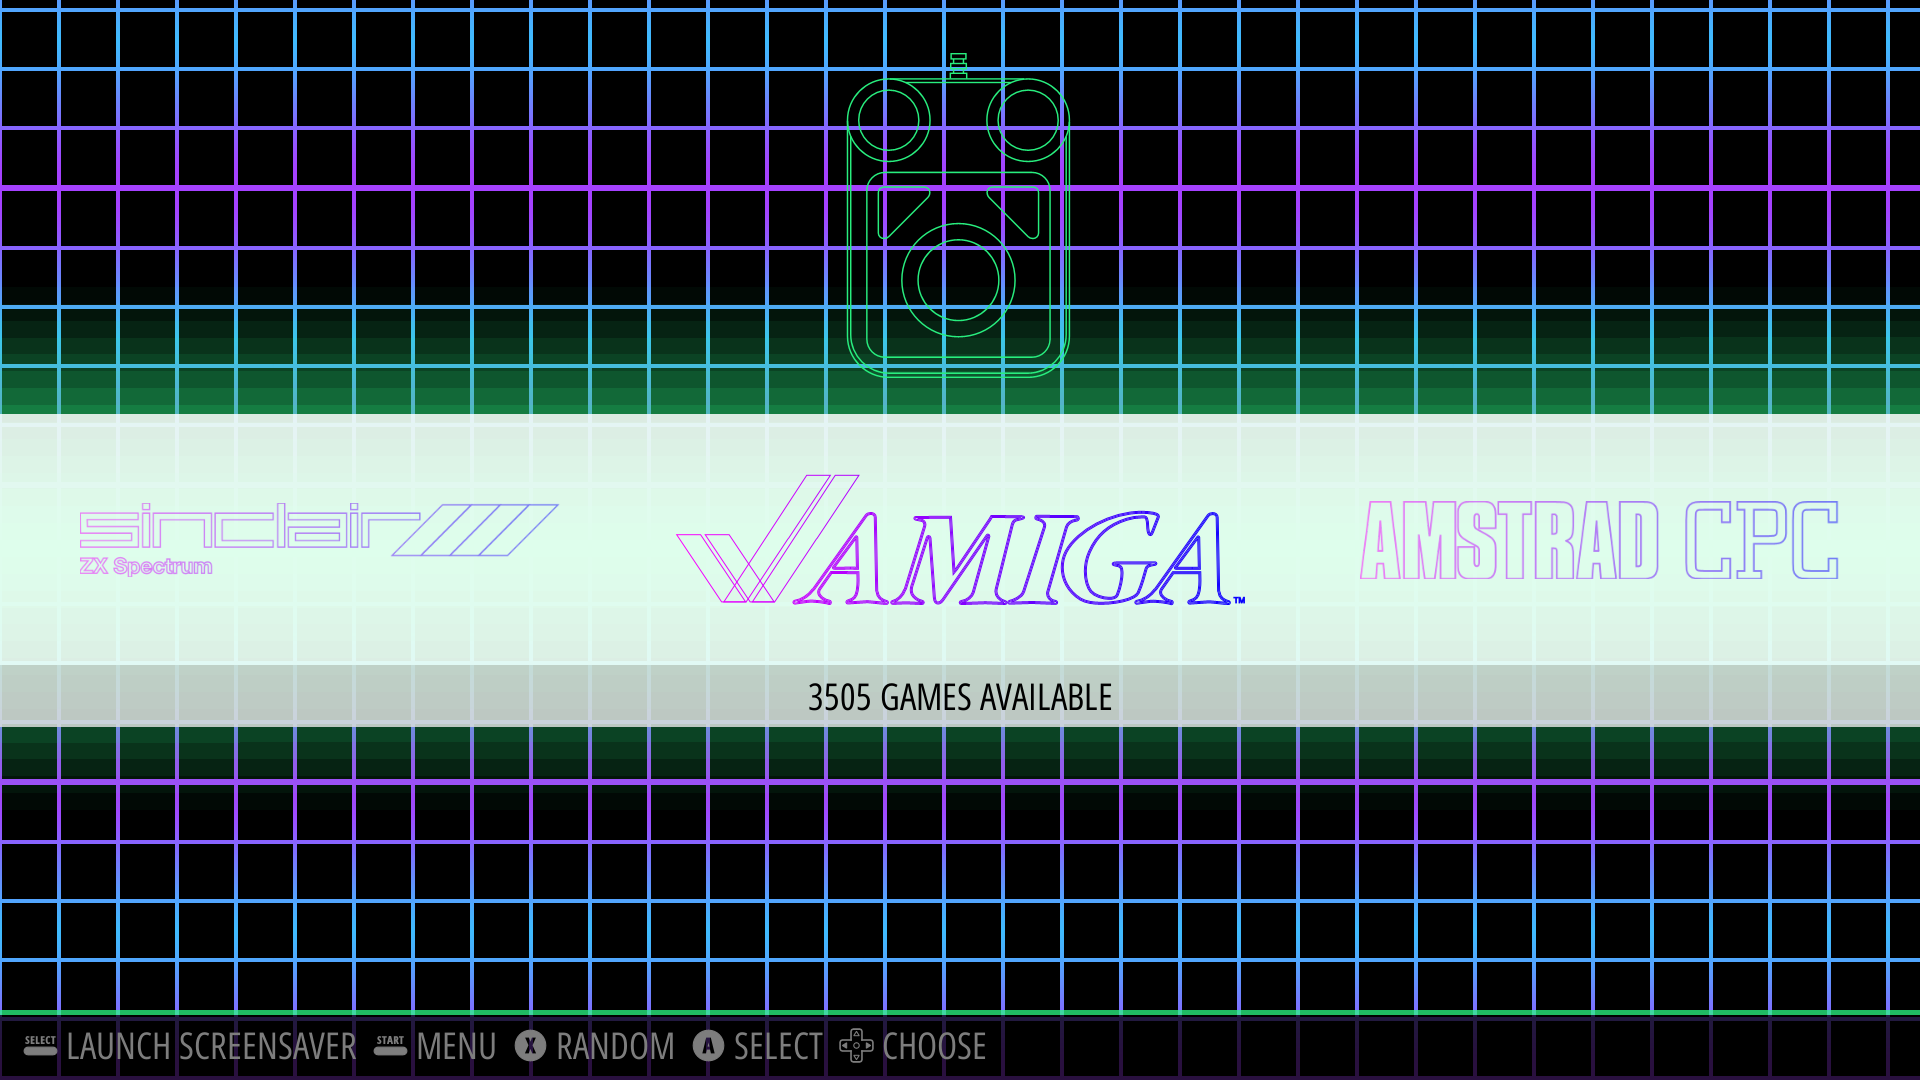 sinclair
ZX Spectrum
AMIGA™
AMSTRAD CPC
3505 GAMES AVAILABLE
SELECT LAUNCH SCREENSAVER START MENU X RANDOM A SELECT CHOOSE